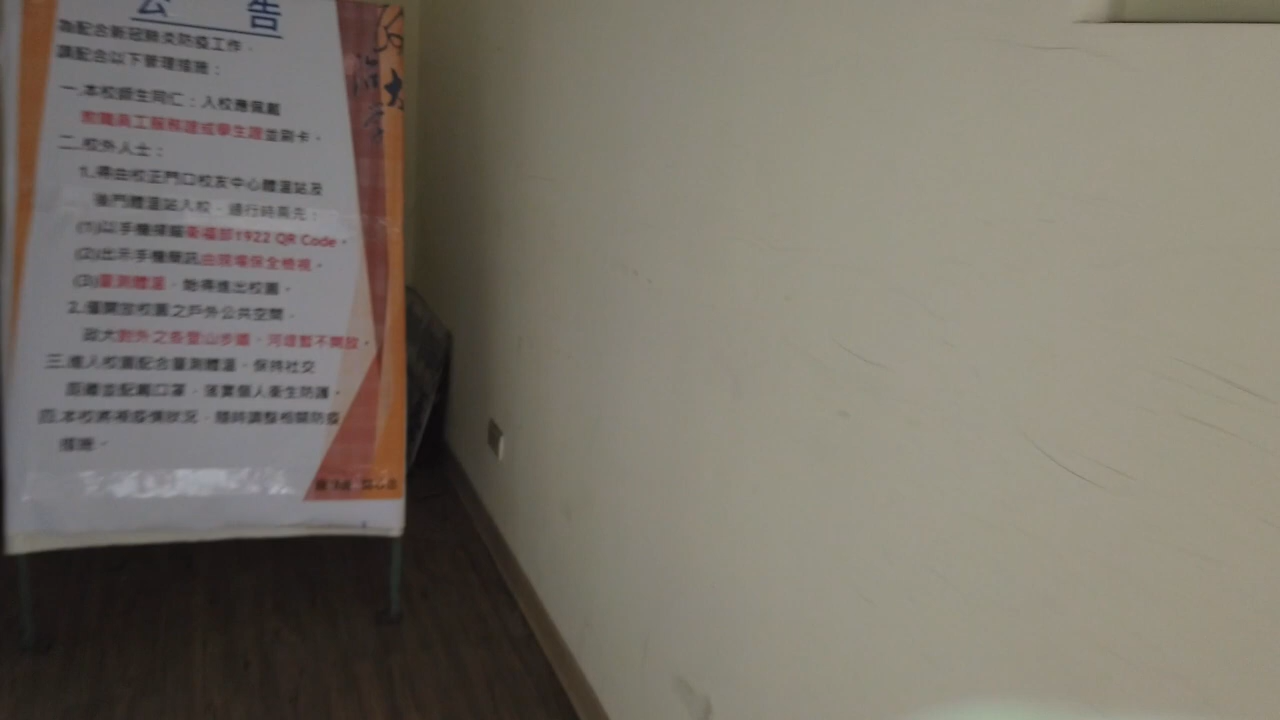 公告
為配合新冠肺炎防疫工作，
請配合以下管理措施：
一.本校師生同仁：入校應佩戴
教職員工服務證或學生證並刷卡。
二.校外人士：
1.得由校正門口校友中心體溫站及
後門體溫站入校，通行時需先：
(1)以手機掃瞄衛福部1922 QR Code。
(2)出示手機簡訊由現場保全檢視。
(3)量測體溫，始得進出校園。
2.僅開放校園之戶外公共空間，
政大對外之各登山步道、河堤暫不開放。
三.進入校園配合量測體溫、保持社交
距離並配戴口罩，落實個人衛生防護。
四.本校將視疫情狀況，隨時調整相關防疫
措施。